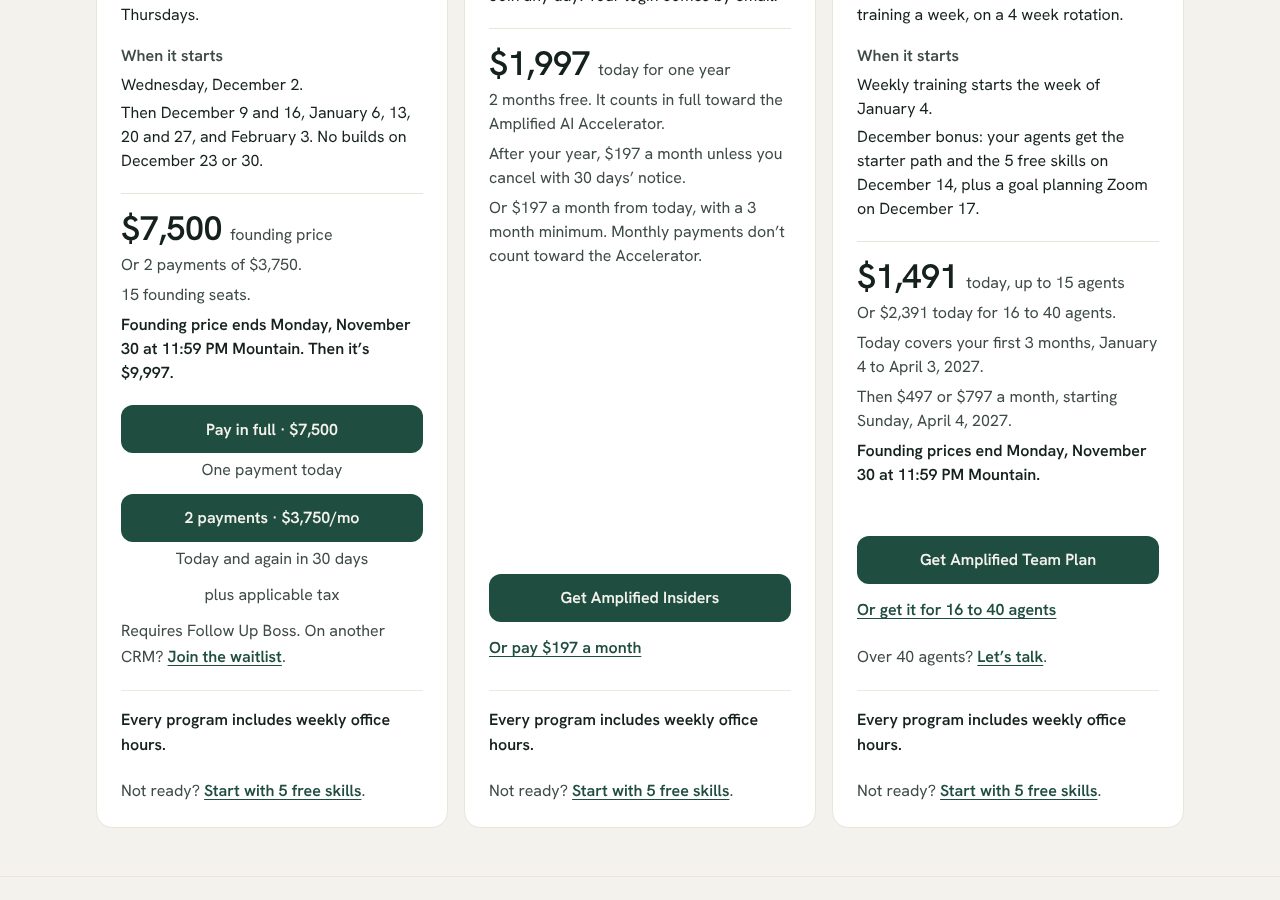 Thursdays.
When it starts
Wednesday, December 2.
Then December 9 and 16, January 6, 13,
20 and 27, and February 3. No builds on
December 23 or 30.
$7,500 founding price
Or 2 payments of $3,750.
15 founding seats.
Founding price ends Monday, November
30 at 11:59 PM Mountain. Then it’s
$9,997.
Pay in full · $7,500
One payment today
2 payments · $3,750/mo
Today and again in 30 days
plus applicable tax
Requires Follow Up Boss. On another
CRM? Join the waitlist.
Every program includes weekly office
hours.
Not ready? Start with 5 free skills.
$1,997 today for one year
2 months free. It counts in full toward the
Amplified AI Accelerator.
After your year, $197 a month unless you
cancel with 30 days’ notice.
Or $197 a month from today, with a 3
month minimum. Monthly payments don’t
count toward the Accelerator.
Get Amplified Insiders
Or pay $197 a month
Every program includes weekly office
hours.
Not ready? Start with 5 free skills.
training a week, on a 4 week rotation.
When it starts
Weekly training starts the week of
January 4.
December bonus: your agents get the
starter path and the 5 free skills on
December 14, plus a goal planning Zoom
on December 17.
$1,491 today, up to 15 agents
Or $2,391 today for 16 to 40 agents.
Today covers your first 3 months, January
4 to April 3, 2027.
Then $497 or $797 a month, starting
Sunday, April 4, 2027.
Founding prices end Monday, November
30 at 11:59 PM Mountain.
Get Amplified Team Plan
Or get it for 16 to 40 agents
Over 40 agents? Let’s talk.
Every program includes weekly office
hours.
Not ready? Start with 5 free skills.